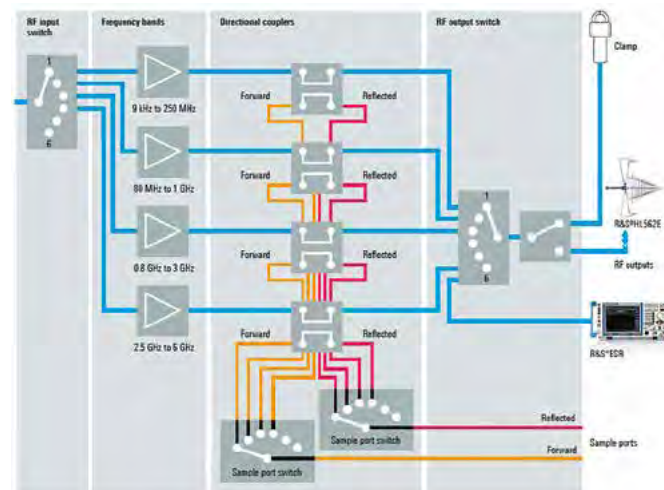 RF input
switch
Frequency bands
Directional couplers
RF output switch
1
6
9 kHz to 250 MHz
80 MHz to 1 GHz
0.8 GHz to 3 GHz
2.5 GHz to 6 GHz
Forward
Reflected
Forward
Reflected
Forward
Reflected
Forward
Reflected
Sample port switch
Sample port switch
1
6
Clamp
R&S®HL562E
RF outputs
R&S®ESR
Reflected
Sample ports
Forward